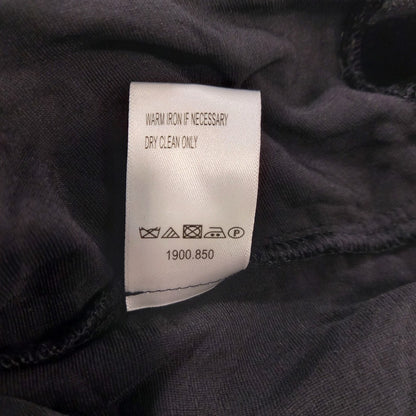 WARM IRON IF NECESSARY
DRY CLEAN ONLY
P
1900.850